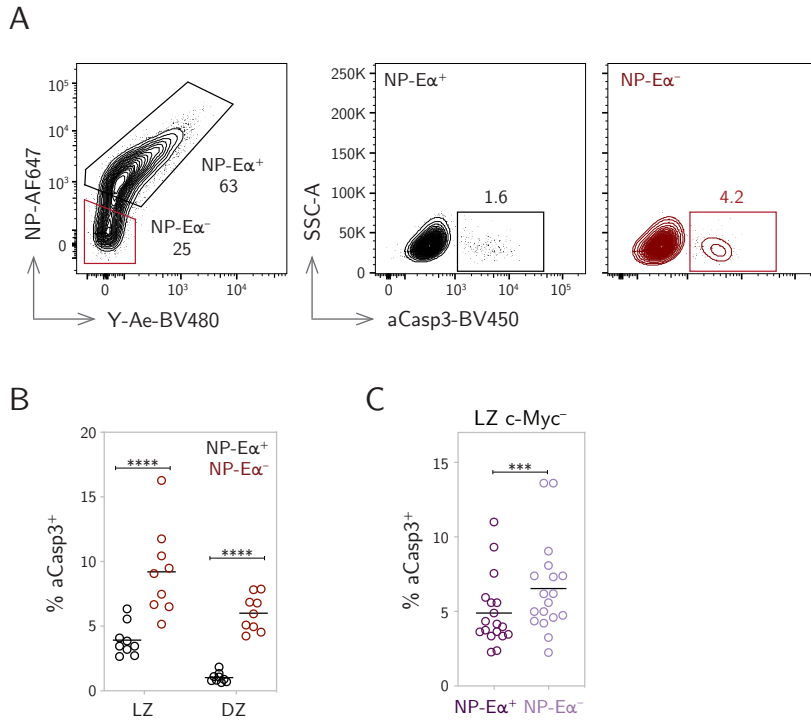 A
NP-AF647
10⁵
10⁴
10³
0
NP-Eα⁺
63
NP-Eα⁻
25
0
10³
10⁴
Y-Ae-BV480
SSC-A
250K
200K
150K
100K
50K
0
NP-Eα⁺
1.6
0
10³
10⁴
10⁵
aCasp3-BV450
NP-Eα⁻
4.2
B
% aCasp3⁺
20
15
10
5
0
NP-Eα⁺
NP-Eα⁻
****
****
LZ
DZ
C
LZ c-Myc⁻
% aCasp3⁺
15
10
5
0
***
NP-Eα⁺ NP-Eα⁻